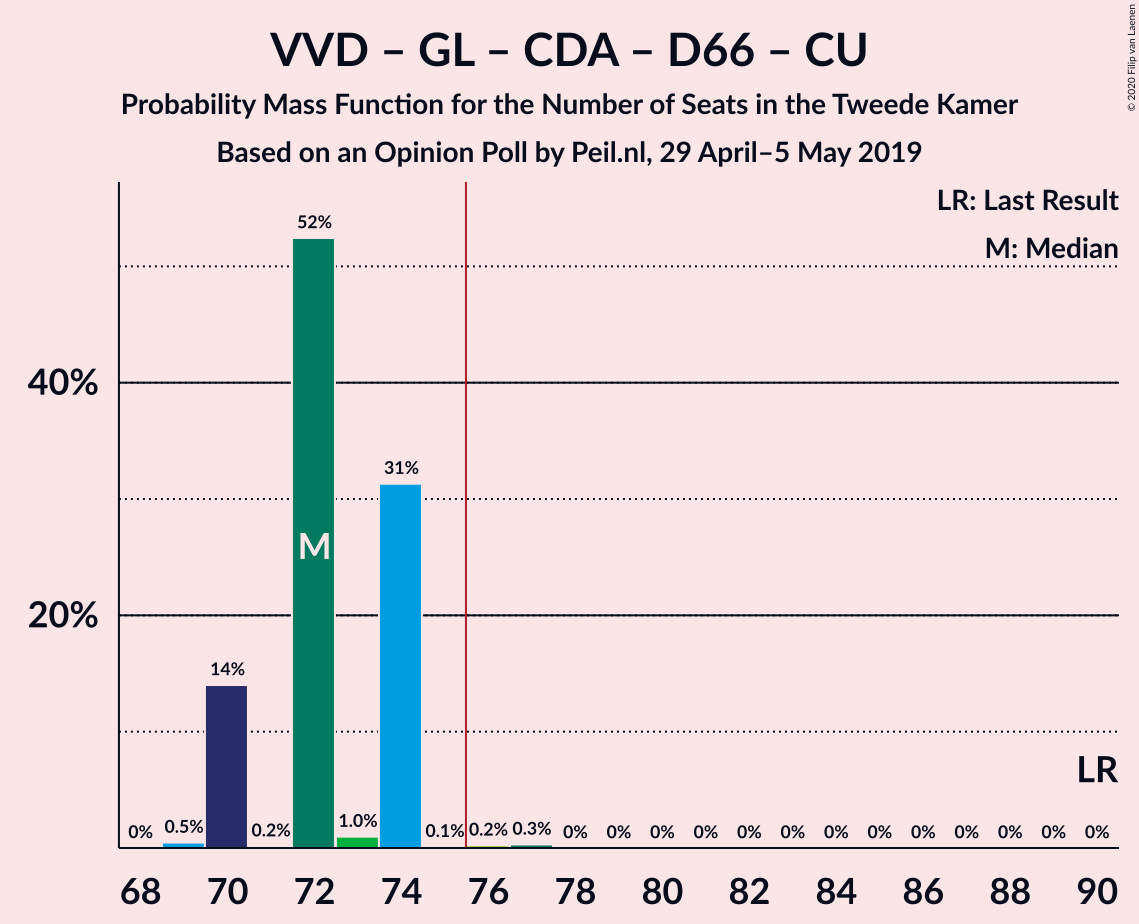 VVD – GL – CDA – D66 – CU
Probability Mass Function for the Number of Seats in the Tweede Kamer
Based on an Opinion Poll by Peil.nl, 29 April–5 May 2019
© 2020 Filip van Laenen
LR: Last Result
M: Median
52%
40%
31%
M
20%
14%
LR
0% 0.5% 0.2% 1.0% 0.1% 0.2% 0.3% 0% 0% 0% 0% 0% 0% 0% 0% 0% 0% 0% 0% 0%
68 70 72 74 76 78 80 82 84 86 88 90